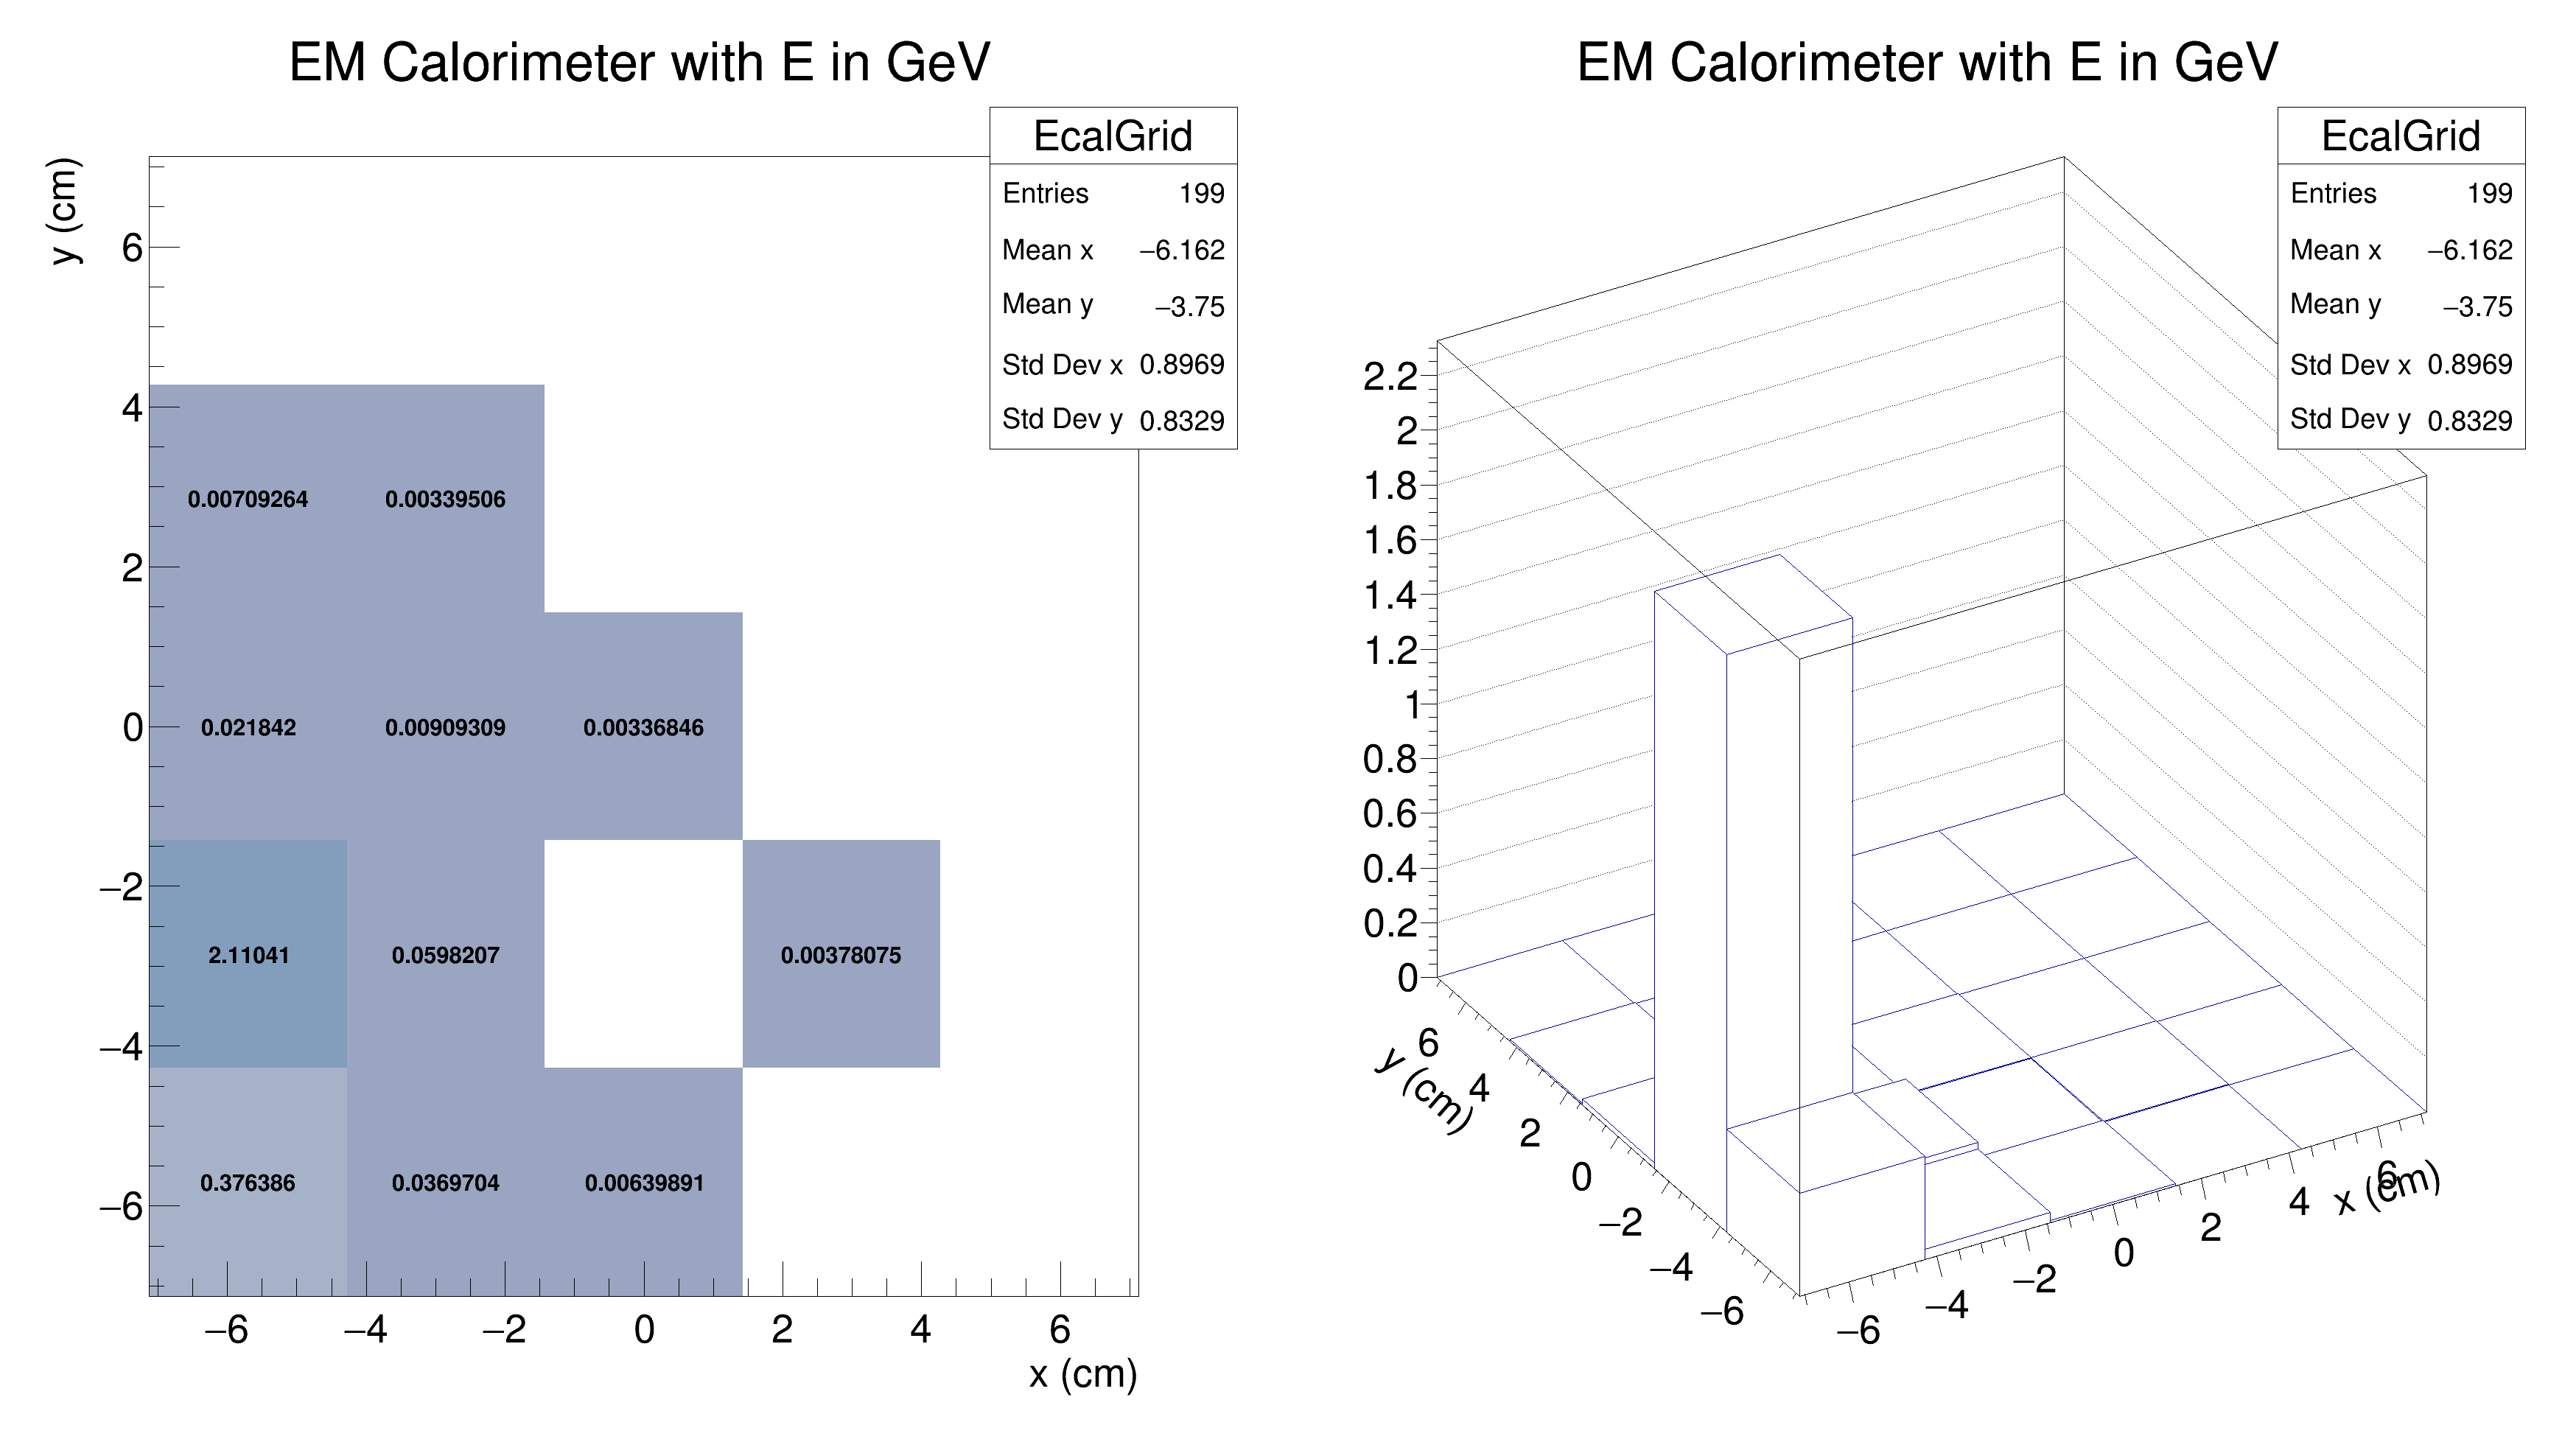 EM Calorimeter with E in GeV
EcalGrid
Entries 199
Mean x −6.162
Mean y −3.75
Std Dev x 0.8969
Std Dev y 0.8329
y (cm)
6
4
2
0
−2
−4
−6
0.00709264 0.00339506
0.021842 0.00909309 0.00336846
2.11041 0.0598207 0.00378075
0.376386 0.0369704 0.00639891
−6 −4 −2 0 2 4 6
x (cm)
EM Calorimeter with E in GeV
EcalGrid
Entries 199
Mean x −6.162
Mean y −3.75
Std Dev x 0.8969
Std Dev y 0.8329
2.2
2
1.8
1.6
1.4
1.2
1
0.8
0.6
0.4
0.2
0
y (cm)
6
4
2
0
−2
−4
−6
−6
−4
−2
0
2
4
6
x (cm)